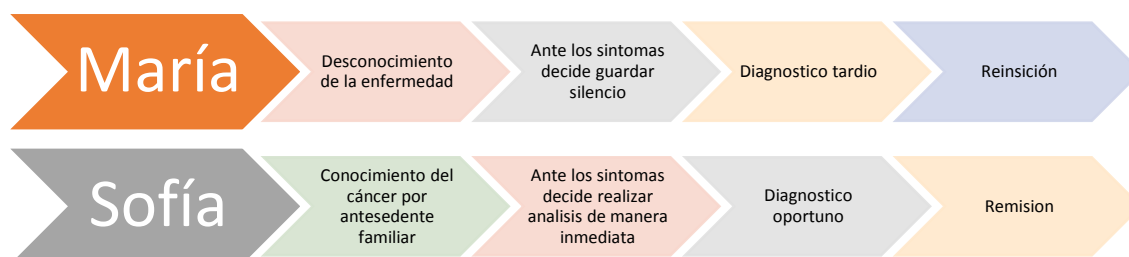 María
Desconocimiento
de la enfermedad
Ante los sintomas
decide guardar
silencio
Diagnostico tardio
Reinsición
Sofía
Conocimiento del
cáncer por
antesedente
familiar
Ante los sintomas
decide realizar
analisis de manera
inmediata
Diagnostico
oportuno
Remision